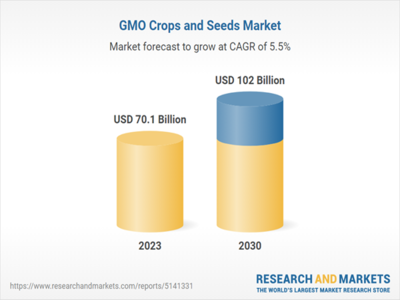 GMO Crops and Seeds Market
Market forecast to grow at CAGR of 5.5%
USD 102 Billion
USD 70.1 Billion
2023
2030
https://www.researchandmarkets.com/reports/5141331
RESEARCH AND MARKETS
THE WORLD'S LARGEST MARKET RESEARCH STORE